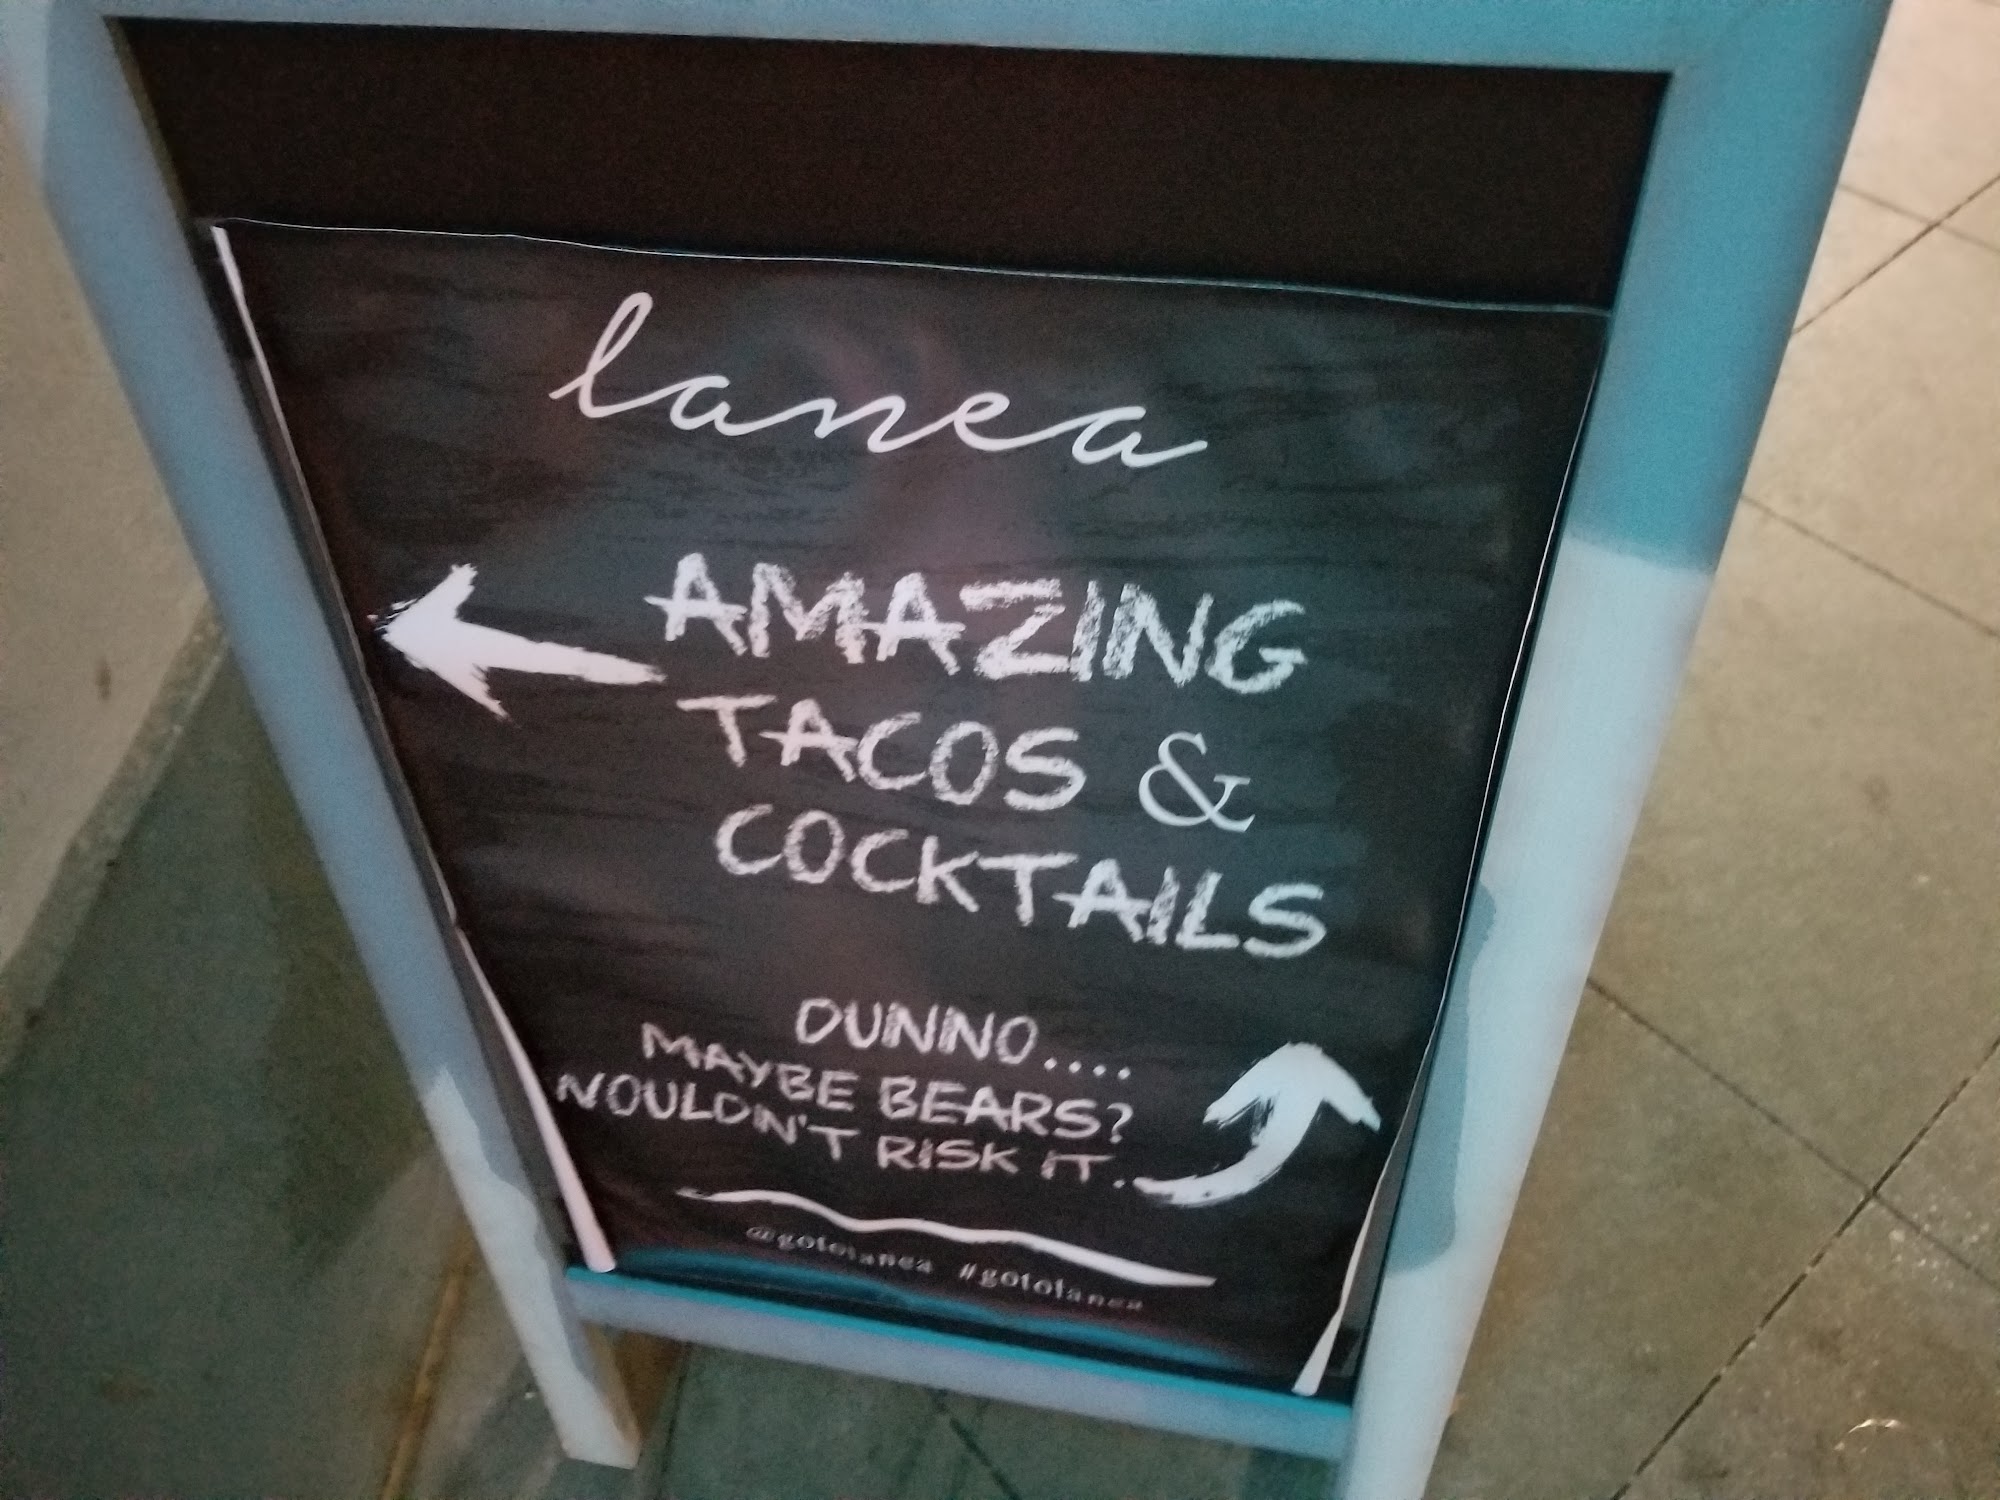 lanea
AMAZING
TACOS &
COCKTAILS
DUNNO....
MAYBE BEARS?
WOULDN'T RISK IT.
@gotolanea #gotolanea